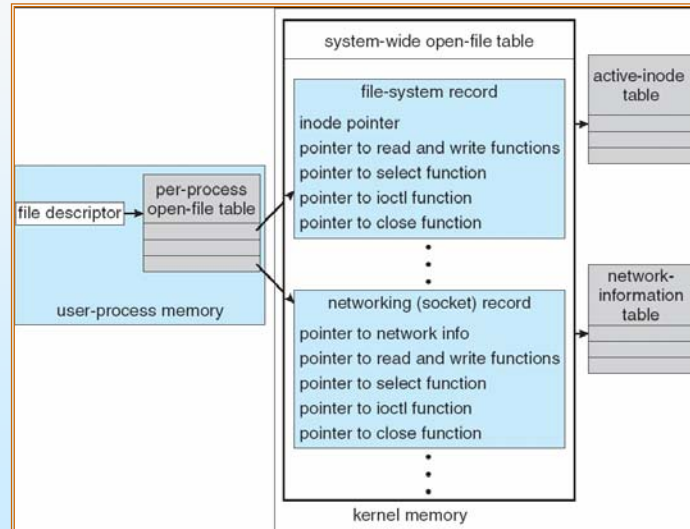 system-wide open-file table
file-system record
inode pointer
pointer to read and write functions
pointer to select function
pointer to ioctl function
pointer to close function
active-inode
table
per-process
open-file table
file descriptor
user-process memory
networking (socket) record
pointer to network info
pointer to read and write functions
pointer to select function
pointer to ioctl function
pointer to close function
network-
information
table
kernel memory